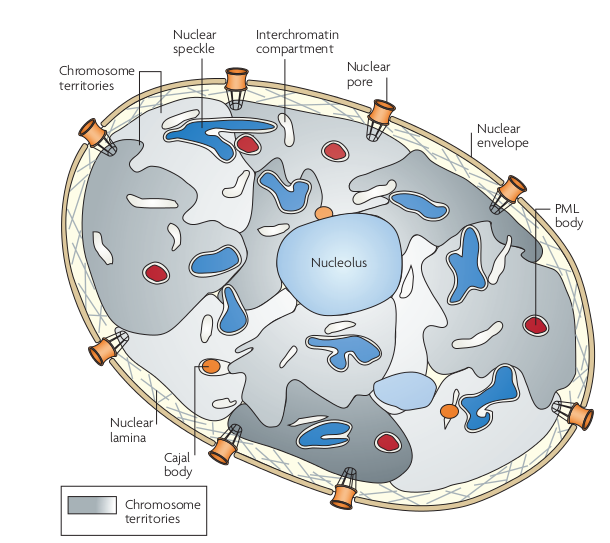 Nuclear
speckle
Interchromatin
compartment
Chromosome
territories
Nuclear
pore
Nuclear
envelope
PML
body
Nucleolus
Nuclear
lamina
Cajal
body
Chromosome
territories